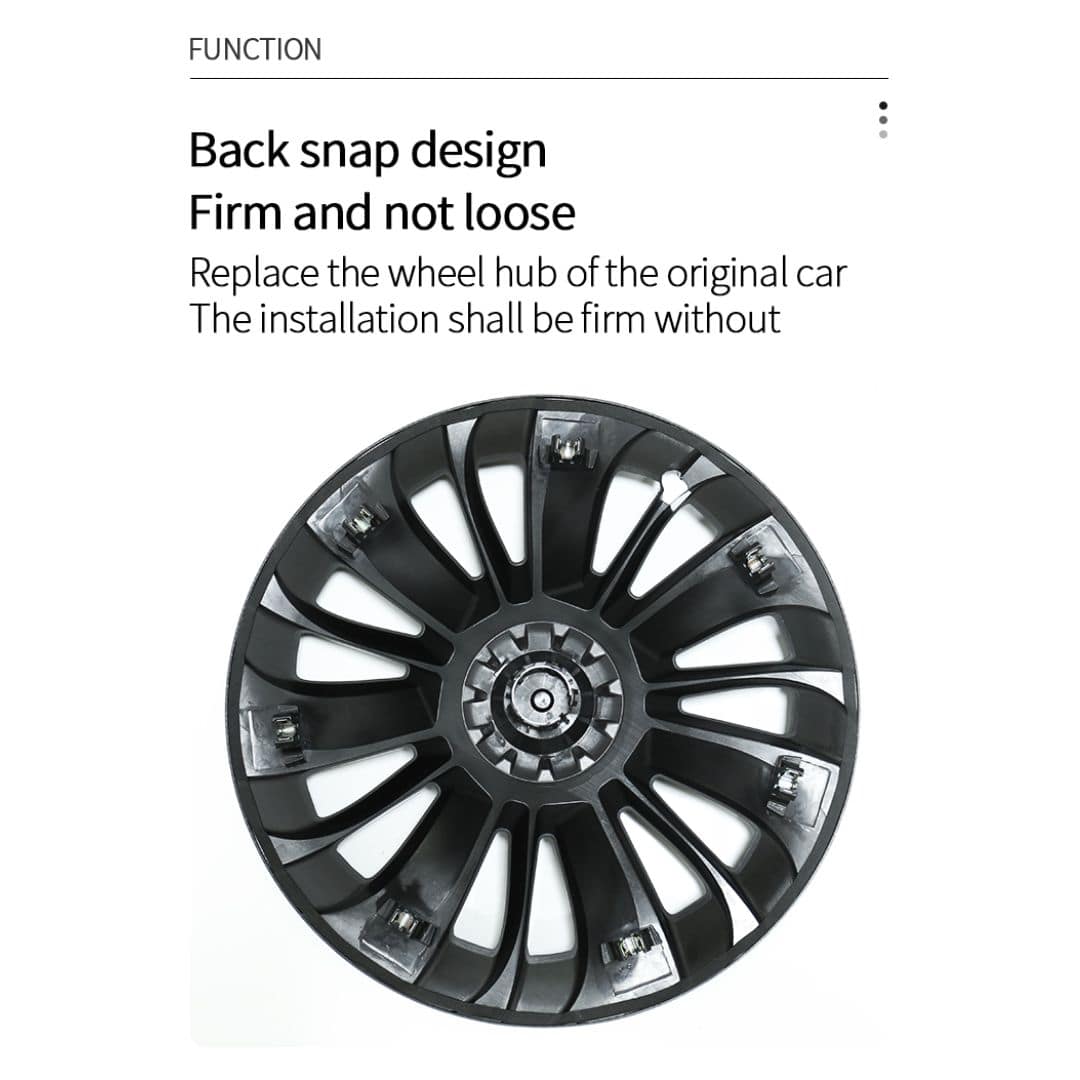 FUNCTION
Back snap design
Firm and not loose
Replace the wheel hub of the original car
The installation shall be firm without